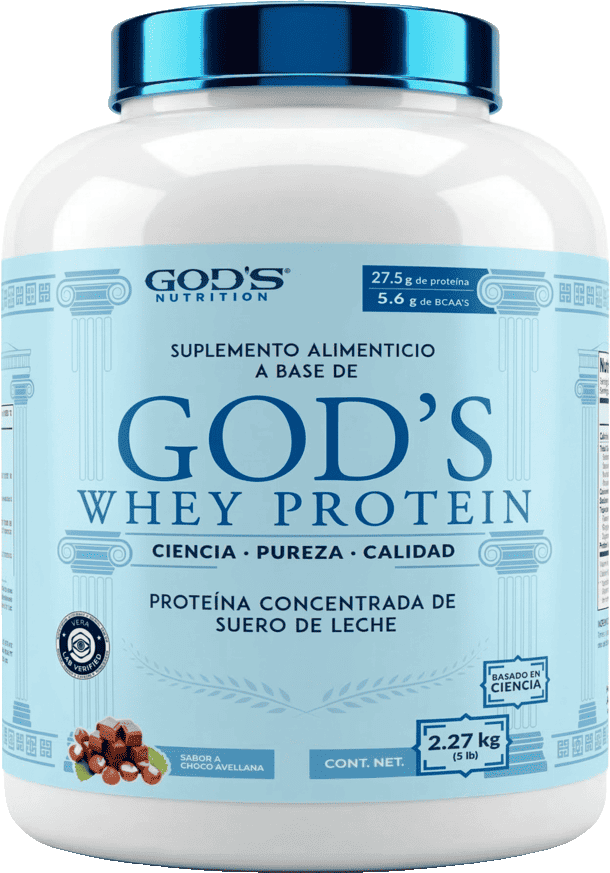 GOD'S®
NUTRITION
27.5 g de proteína
5.6 g de BCAA'S
SUPLEMENTO ALIMENTICIO
A BASE DE
GOD'S
WHEY PROTEIN
CIENCIA · PUREZA · CALIDAD
PROTEÍNA CONCENTRADA DE
SUERO DE LECHE
VERA
LAB VERIFIED
BASADO EN
CIENCIA
SABOR A
CHOCO AVELLANA
CONT. NET.
2.27 kg
(5 lb)